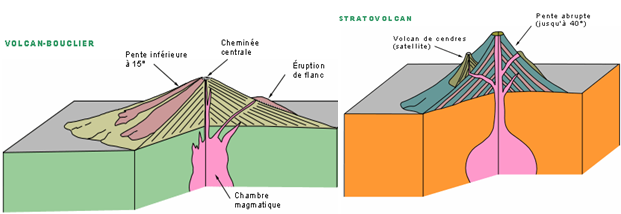 VOLCAN-BOUCLIER
Pente inférieure
à 15°
Cheminée
centrale
Éruption
de flanc
Chambre
magmatique
STRATOVOLCAN
Volcan de cendres
(satellite)
Pente abrupte
(jusqu'à 40°)